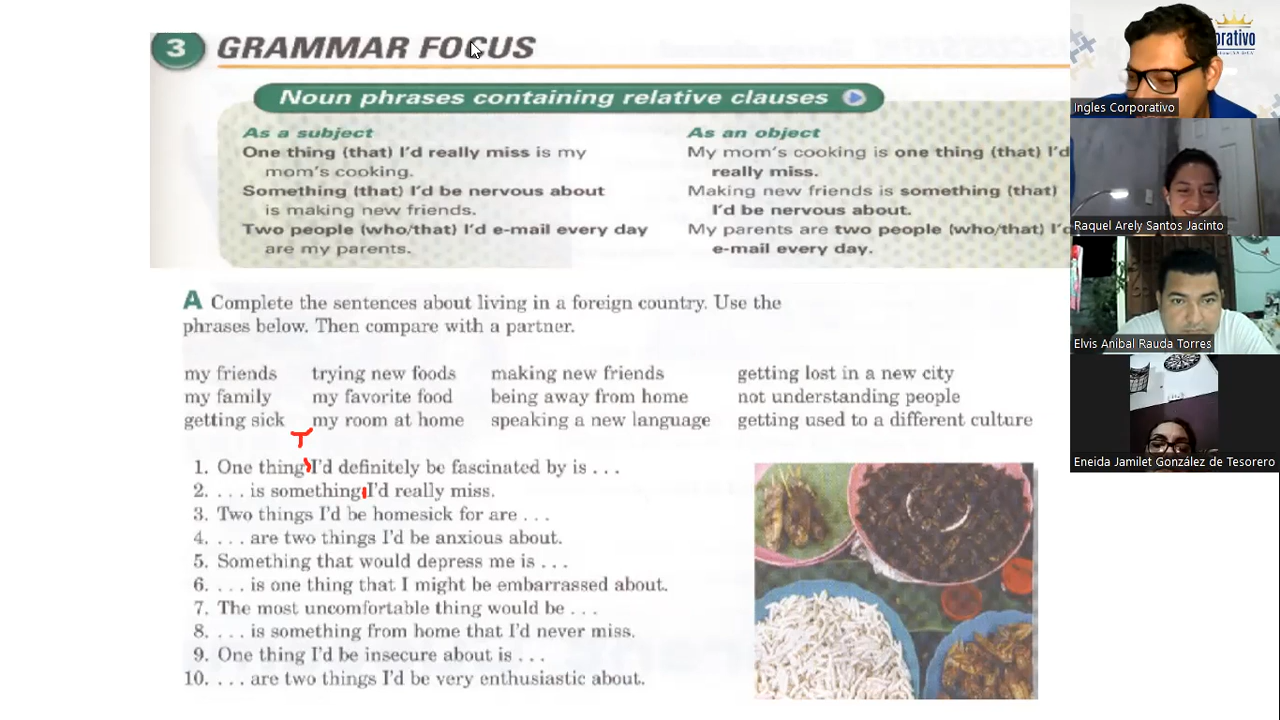 3 GRAMMAR FOCUS
Noun phrases containing relative clauses
As a subject
One thing (that) I'd really miss is my
mom's cooking.
Something (that) I'd be nervous about
is making new friends.
Two people (who/that) I'd e-mail every day
are my parents.
As an object
My mom's cooking is one thing (that) I'd
really miss.
Making new friends is something (that)
I'd be nervous about.
My parents are two people (who/that) I'd
e-mail every day.
A Complete the sentences about living in a foreign country. Use the
phrases below. Then compare with a partner.
my friends trying new foods making new friends getting lost in a new city
my family my favorite food being away from home not understanding people
getting sick my room at home speaking a new language getting used to a different culture
T
1. One thing I'd definitely be fascinated by is . . .
2. . . . is something I'd really miss.
3. Two things I'd be homesick for are . . .
4. . . . are two things I'd be anxious about.
5. Something that would depress me is . . .
6. . . . is one thing that I might be embarrassed about.
7. The most uncomfortable thing would be . . .
8. . . . is something from home that I'd never miss.
9. One thing I'd be insecure about is . . .
10. . . . are two things I'd be very enthusiastic about.
orativo
Ingles Corporativo
Raquel Arely Santos Jacinto
Elvis Anibal Rauda Torres
Eneida Jamilet González de Tesorero